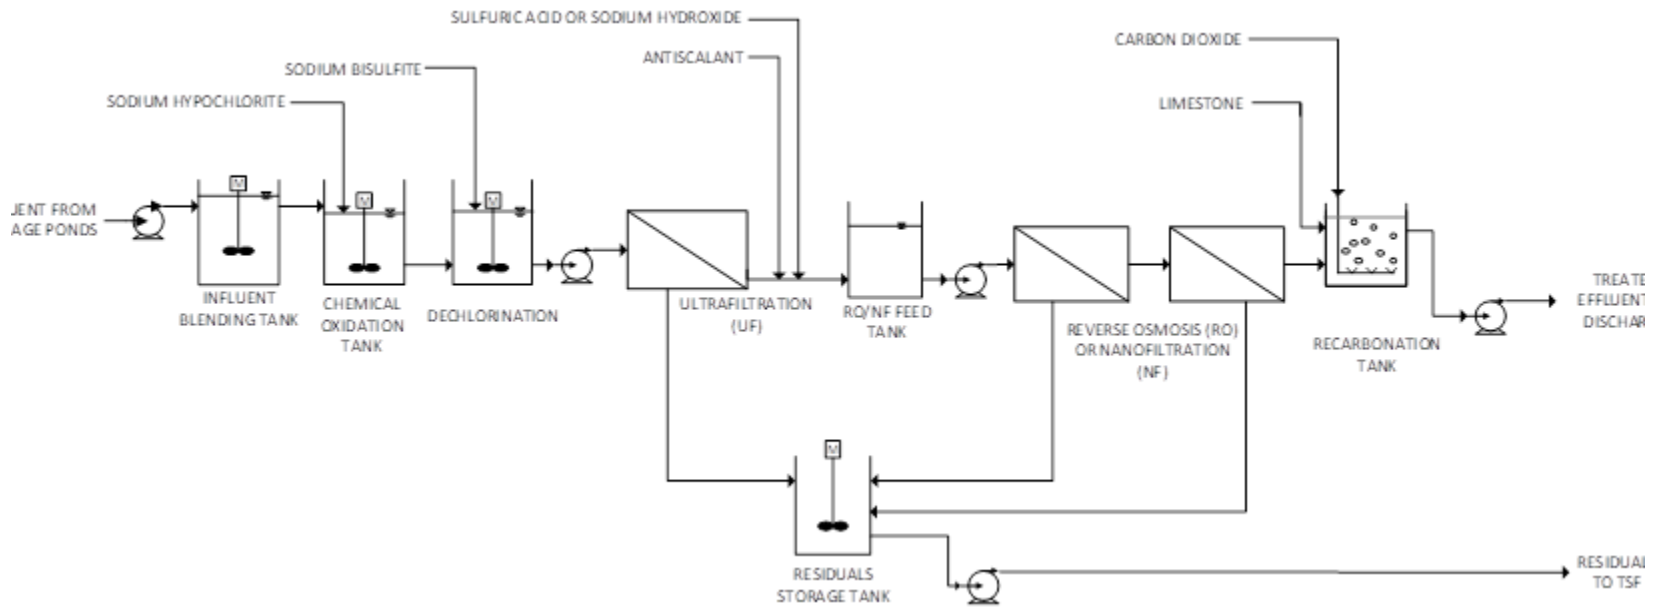 SULFURIC ACID OR SODIUM HYDROXIDE
CARBON DIOXIDE
ANTISCALANT
SODIUM BISULFITE
SODIUM HYPOCHLORITE
LIMESTONE
M
M
M
JENT FROM
AGE PONDS
INFLUENT
BLENDING TANK
CHEMICAL
OXIDATION
TANK
DECHLORINATION
ULTRAFILTRATION
(UF)
RO/NF FEED
TANK
REVERSE OSMOSIS (RO)
OR NANOFILTRATION
(NF)
RECARBONATION
TANK
TREATE
EFFLUENT
DISCHAR
M
RESIDUALS
STORAGE TANK
RESIDUAL
TO TSF